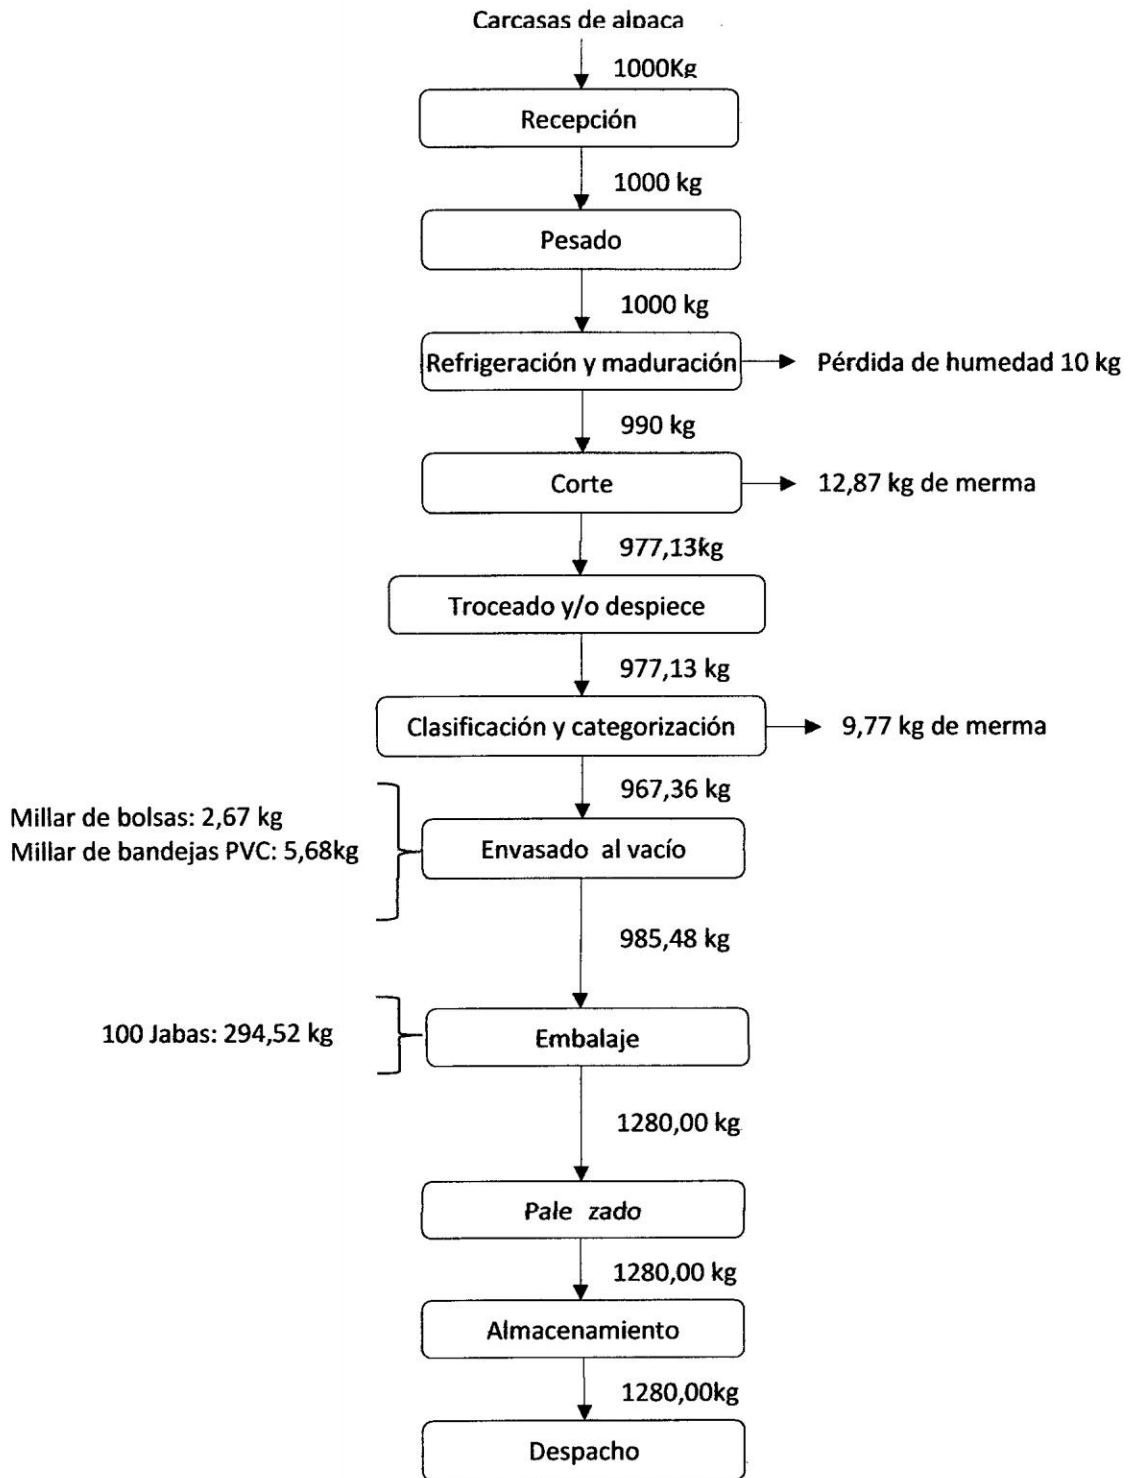 Carcasas de alpaca
1000Kg
Recepción
1000 kg
Pesado
1000 kg
Refrigeración y maduración
Pérdida de humedad 10 kg
990 kg
Corte
12,87 kg de merma
977,13kg
Troceado y/o despiece
977,13 kg
Clasificación y categorización
9,77 kg de merma
967,36 kg
Millar de bolsas: 2,67 kg
Millar de bandejas PVC: 5,68kg
Envasado al vacío
985,48 kg
100 Jabas: 294,52 kg
Embalaje
1280,00 kg
Pale zado
1280,00 kg
Almacenamiento
1280,00kg
Despacho